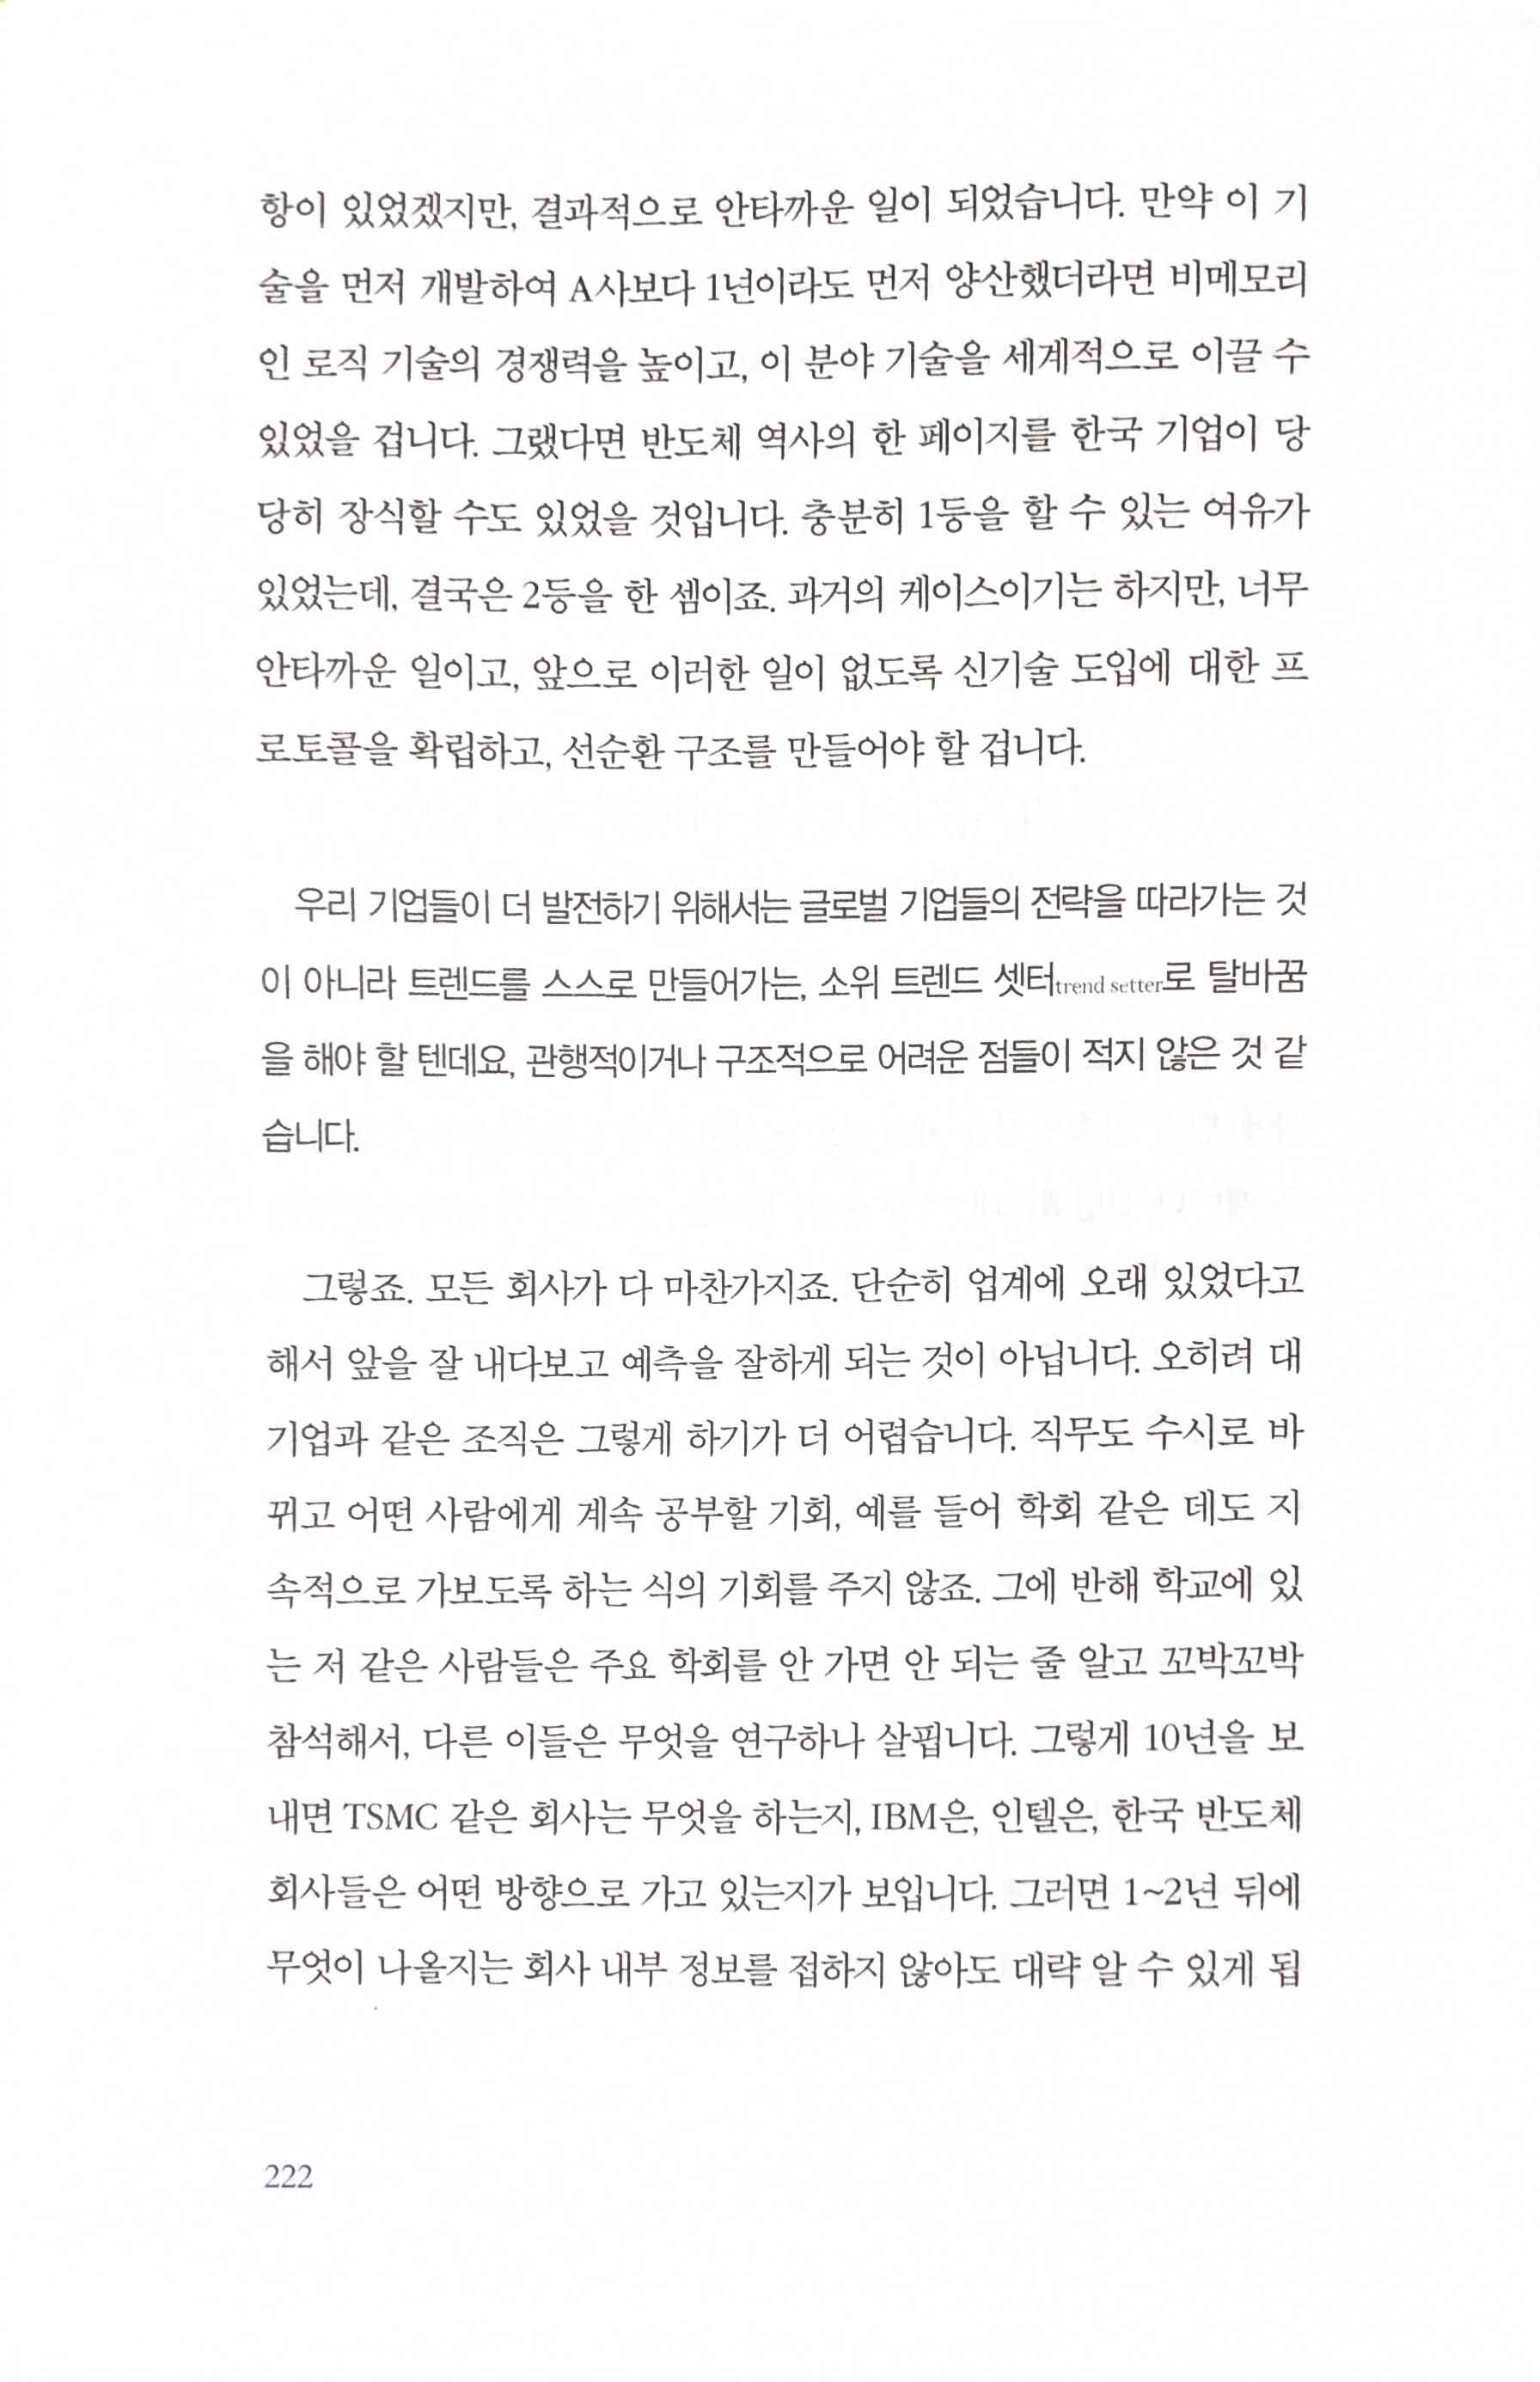 항이 있었겠지만, 결과적으로 안타까운 일이 되었습니다. 만약 이 기
술을 먼저 개발하여 A사보다 1년이라도 먼저 양산했더라면 비메모리
인 로직 기술의 경쟁력을 높이고, 이 분야 기술을 세계적으로 이끌 수
있었을 겁니다. 그랬다면 반도체 역사의 한 페이지를 한국 기업이 당
당히 장식할 수도 있었을 것입니다. 충분히 1등을 할 수 있는 여유가
있었는데, 결국은 2등을 한 셈이죠. 과거의 케이스이기는 하지만, 너무
안타까운 일이고, 앞으로 이러한 일이 없도록 신기술 도입에 대한 프
로토콜을 확립하고, 선순환 구조를 만들어야 할 겁니다.
우리 기업들이 더 발전하기 위해서는 글로벌 기업들의 전략을 따라가는 것
이 아니라 트렌드를 스스로 만들어가는, 소위 트렌드 셋터trend setter로 탈바꿈
을 해야 할 텐데요, 관행적이거나 구조적으로 어려운 점들이 적지 않은 것 같
습니다.
그렇죠. 모든 회사가 다 마찬가지죠. 단순히 업계에 오래 있었다고
해서 앞을 잘 내다보고 예측을 잘하게 되는 것이 아닙니다. 오히려 대
기업과 같은 조직은 그렇게 하기가 더 어렵습니다. 직무도 수시로 바
뀌고 어떤 사람에게 계속 공부할 기회, 예를 들어 학회 같은 데도 지
속적으로 가보도록 하는 식의 기회를 주지 않죠. 그에 반해 학교에 있
는 저 같은 사람들은 주요 학회를 안 가면 안 되는 줄 알고 꼬박꼬박
참석해서, 다른 이들은 무엇을 연구하나 살핍니다. 그렇게 10년을 보
내면 TSMC 같은 회사는 무엇을 하는지, IBM은, 인텔은, 한국 반도체
회사들은 어떤 방향으로 가고 있는지가 보입니다. 그러면 1~2년 뒤에
무엇이 나올지는 회사 내부 정보를 접하지 않아도 대략 알 수 있게 됩
222